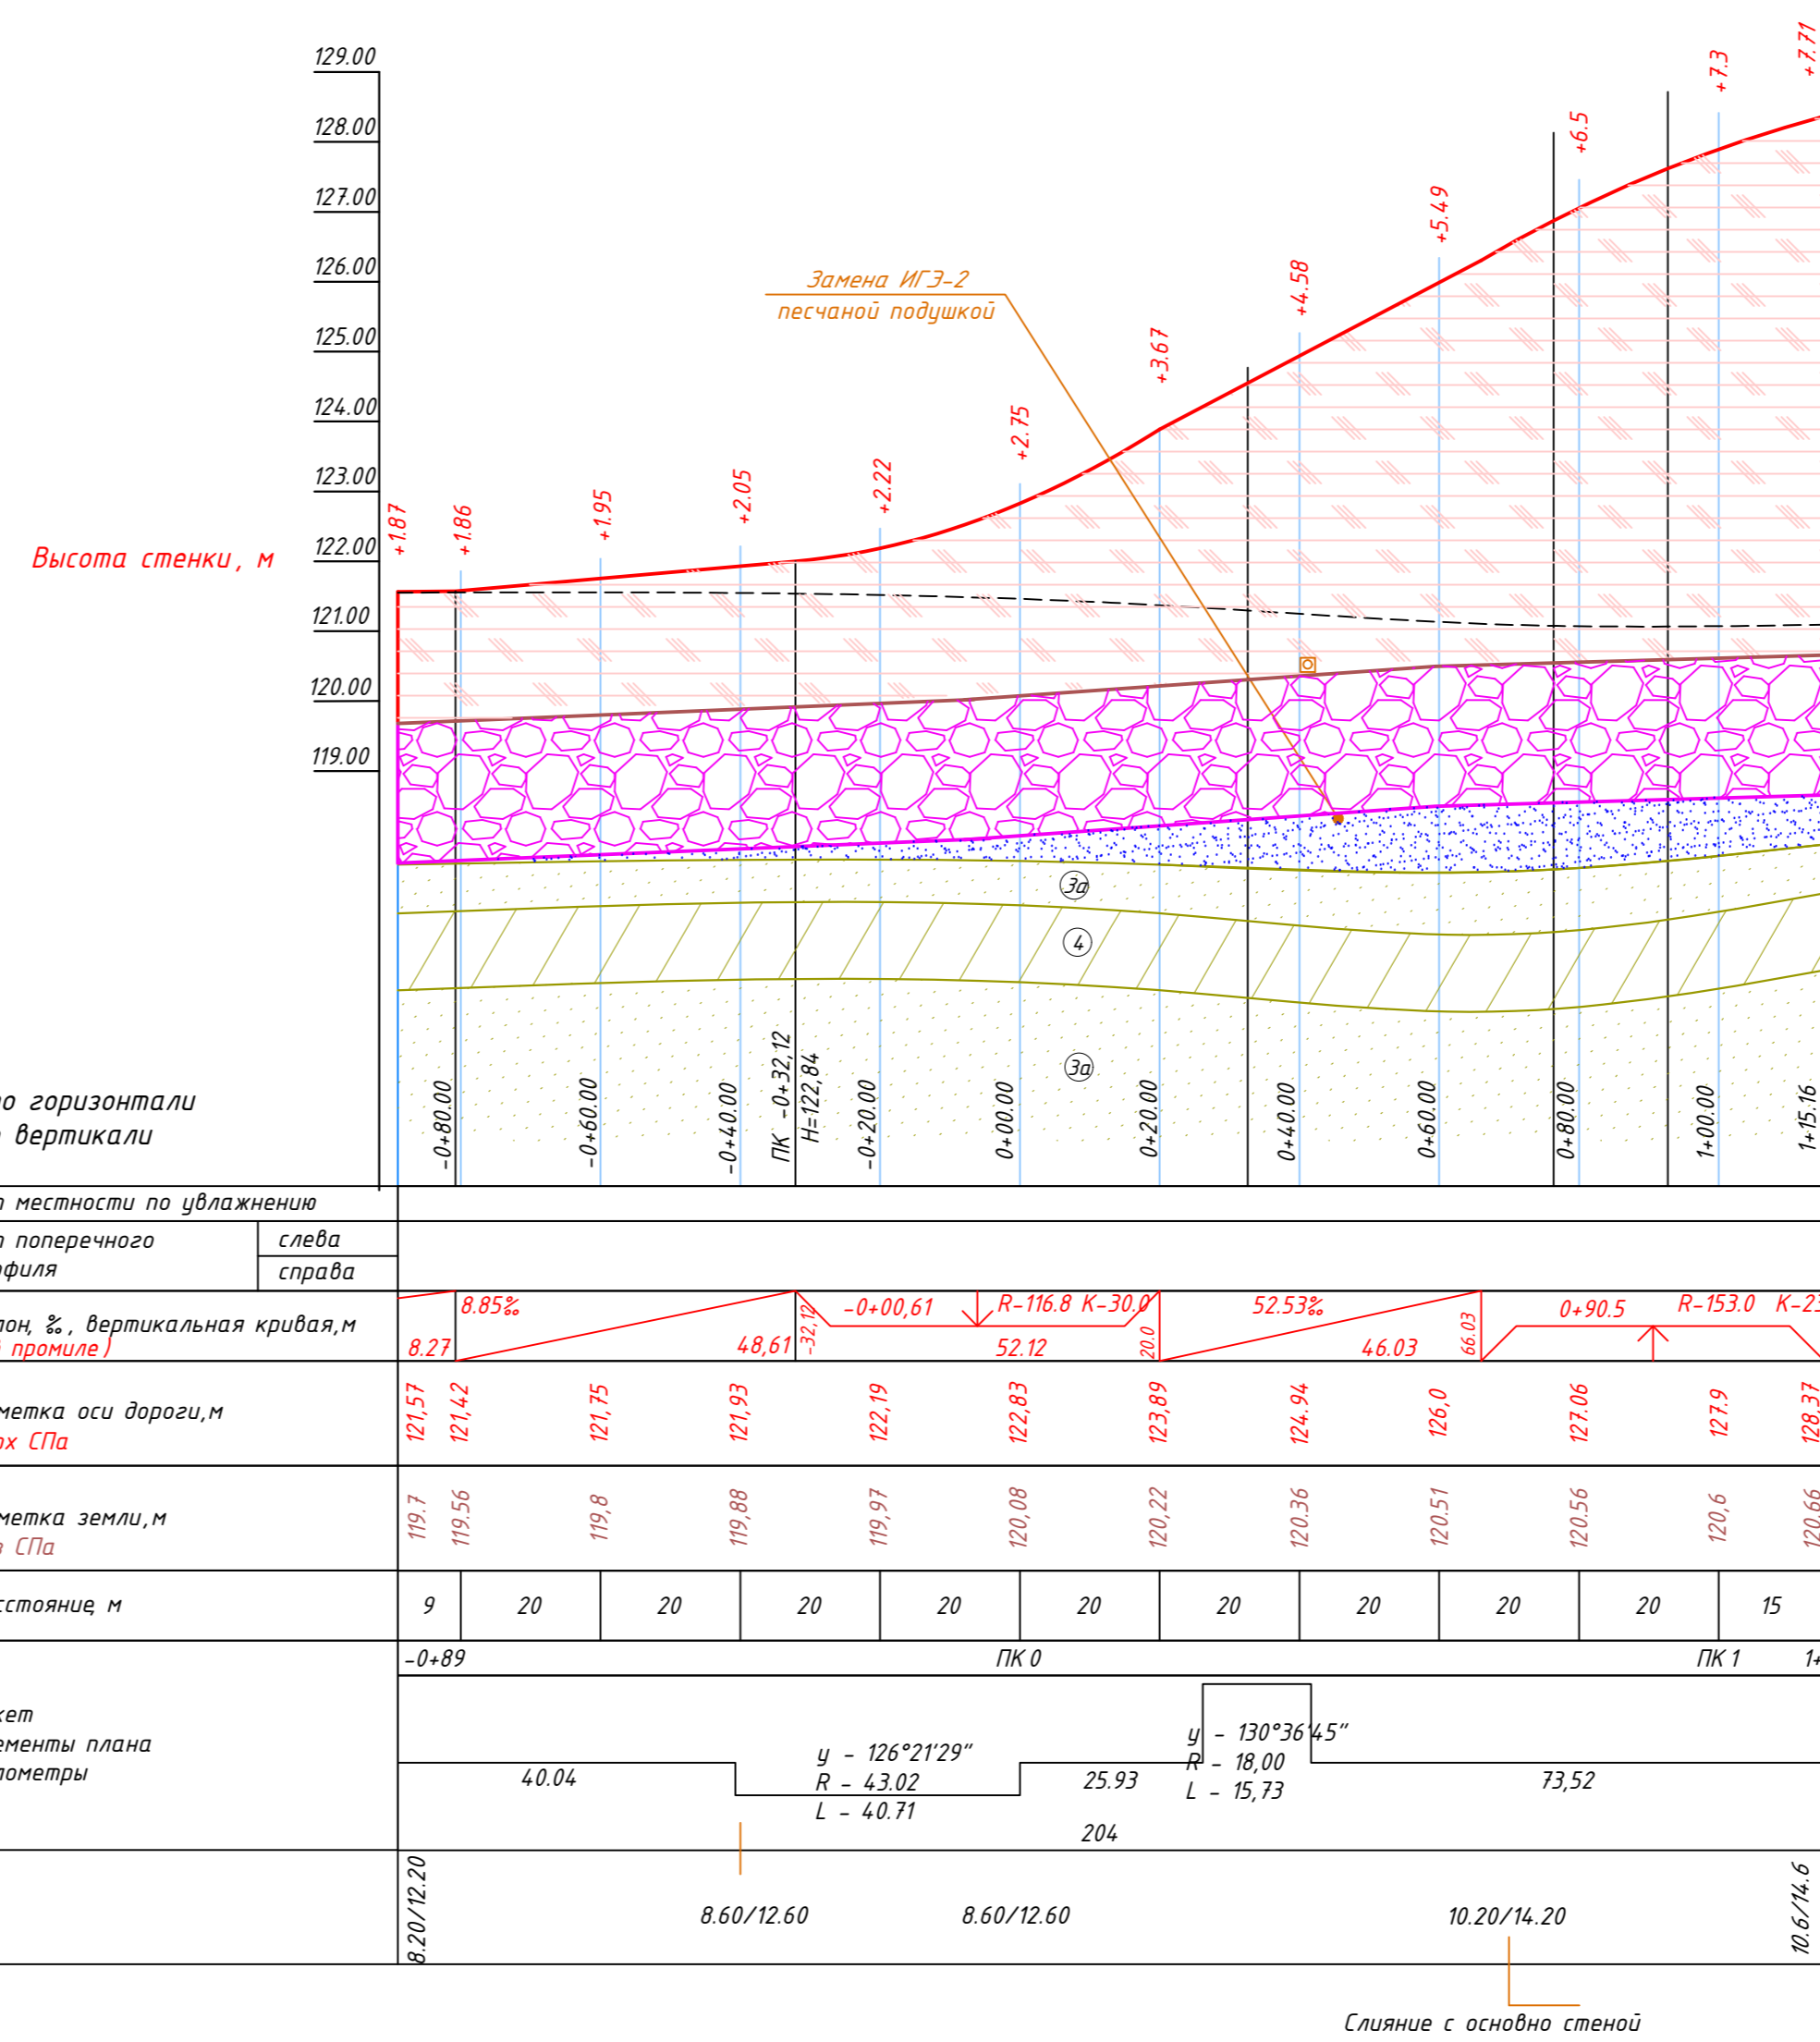 129.00
128.00
127.00
126.00
125.00
124.00
123.00
122.00
121.00
120.00
119.00
Высота стенки, м
+1.87
+1.86
+1.95
+2.05
+2.22
+2.75
+3.67
+4.58
+5.49
+6.5
+7.3
+7.71
Замена ИГЭ-2
песчаной подушкой
3а
4
3а
о горизонтали
вертикали
-0+80.00
-0+60.00
-0+40.00
ПК -0+32,12
Н=122,84
-0+20.00
0+00.00
0+20.00
0+40.00
0+60.00
0+80.00
1+00.00
1+15.16
местности по увлажнению
поперечного
филя
слева
справа
лон, ‰, вертикальная кривая,м
промиле)
8.27
8.85‰
48,61
-32,12
-0+00,61
R-116.8 К-30.0
52.12
20.0
52.53‰
46.03
66.03
0+90.5
R-153.0 К-23
метка оси дороги,м
рх СПа
121,57
121,42
121,75
121,93
122,19
122,83
123,89
124.94
126,0
127.06
127.9
128.37
метка земли,м
з СПа
119.7
119.56
119,8
119,88
119,97
120,08
120,22
120.36
120.51
120.56
120,6
120.66
сстояние, м
9 20 20 20 20 20 20 20 20 20 15
-0+89 ПК 0 ПК 1 1+
кет
ементы плана
лометры
40.04
у - 126°21'29"
R - 43.02
L - 40.71
25.93
у - 130°36'45"
R - 18,00
L - 15,73
73,52
204
8.20/12.20
8.60/12.60
8.60/12.60
10.20/14.20
10.6/14.6
Слияние с основно стеной